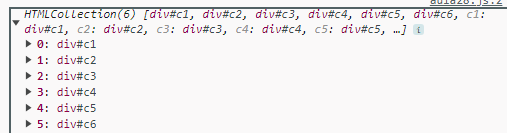 aula28.js:2
HTMLCollection(6) [div#c1, div#c2, div#c3, div#c4, div#c5, div#c6, c1:
div#c1, c2: div#c2, c3: div#c3, c4: div#c4, c5: div#c5, …] i
0: div#c1
1: div#c2
2: div#c3
3: div#c4
4: div#c5
5: div#c6